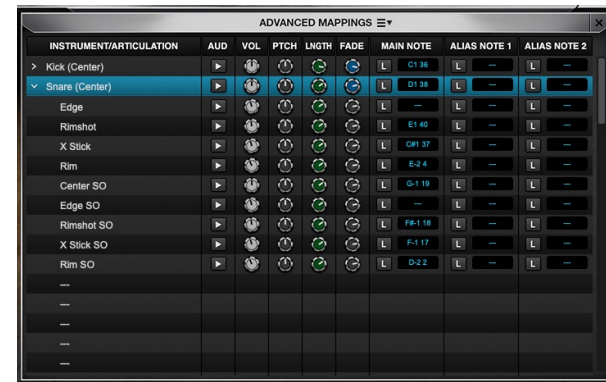 ADVANCED MAPPINGS
INSTRUMENT/ARTICULATION AUD VOL PTCH LNGTH FADE MAIN NOTE ALIAS NOTE 1 ALIAS NOTE 2
> Kick (Center) L C1 36 L --- L ---
Snare (Center) L D1 38 L --- L ---
Edge L --- L --- L ---
Rimshot L E1 40 L --- L ---
X Stick L C#1 37 L --- L ---
Rim L E-2 4 L --- L ---
Center SO L G-1 19 L --- L ---
Edge SO L --- L --- L ---
Rimshot SO L F#-1 18 L --- L ---
X Stick SO L F-1 17 L --- L ---
Rim SO L D-2 2 L --- L ---
---
---
---
---
---